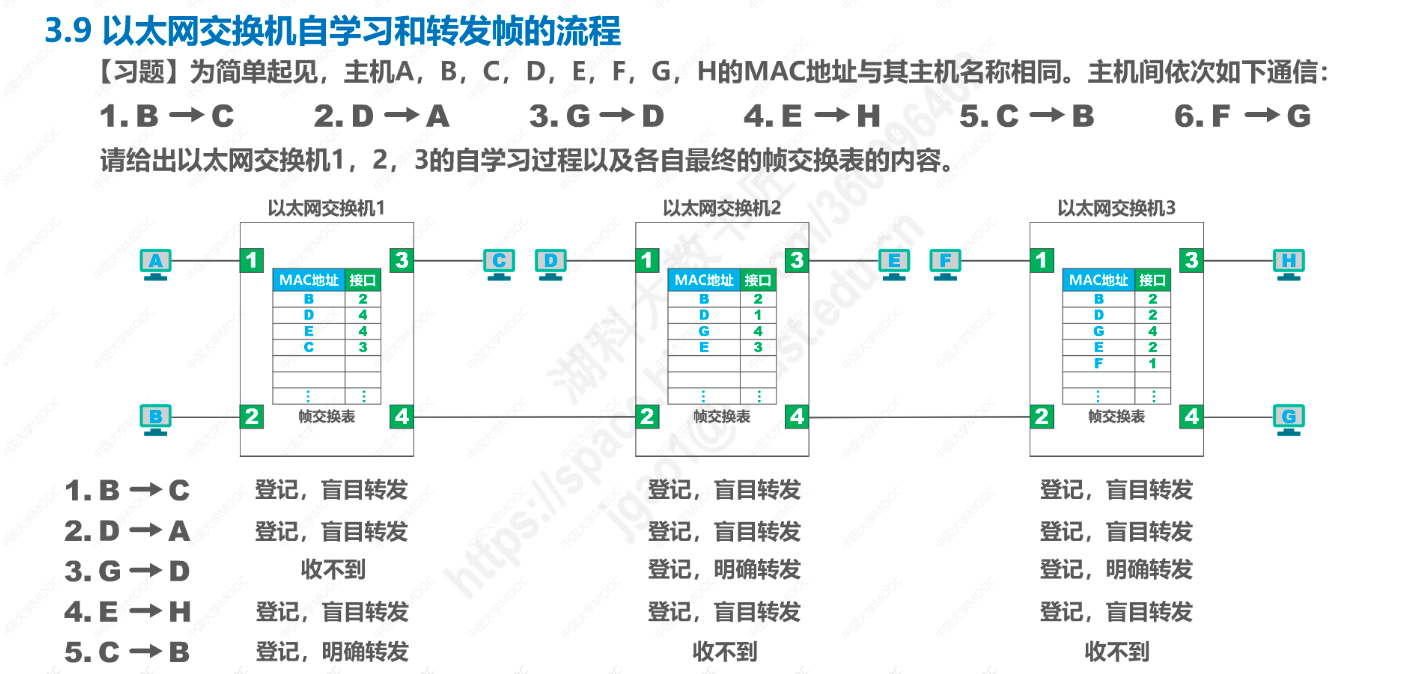 3.9 以太网交换机自学习和转发帧的流程
【习题】为简单起见，主机A，B，C，D，E，F，G，H的MAC地址与其主机名称相同。主机间依次如下通信：
1. B → C 2. D → A 3. G → D 4. E → H 5. C → B 6. F → G
请给出以太网交换机1，2，3的自学习过程以及各自最终的帧交换表的内容。
以太网交换机1 以太网交换机2 以太网交换机3
A 1 3 C D 1 3 E F 1 3 H
MAC地址 接口 MAC地址 接口 MAC地址 接口
B 2 B 2 B 2
D 4 D 1 D 2
E 4 G 4 G 4
C 3 E 3 E 2
F 1
⋮ ⋮ ⋮ ⋮ ⋮ ⋮
B 2 帧交换表 4 2 帧交换表 4 2 帧交换表 4 G
1. B → C 登记，盲目转发 登记，盲目转发 登记，盲目转发
2. D → A 登记，盲目转发 登记，盲目转发 登记，盲目转发
3. G → D 收不到 登记，明确转发 登记，明确转发
4. E → H 登记，盲目转发 登记，盲目转发 登记，盲目转发
5. C → B 登记，明确转发 收不到 收不到
湖科大教书匠
中国大学MOOC